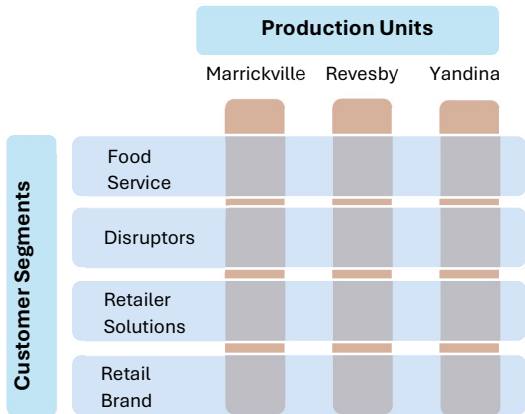 Production Units
Marrickville Revesby Yandina
Customer Segments
Food
Service
Disruptors
Retailer
Solutions
Retail
Brand